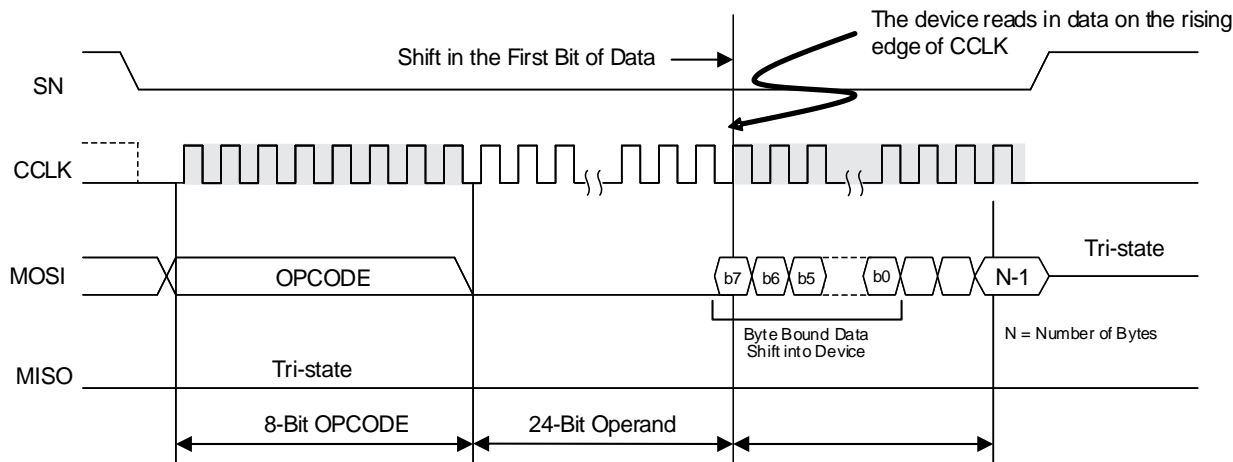 The device reads in data on the rising
edge of CCLK
Shift in the First Bit of Data
SN
CCLK
Tri-state
MOSI
OPCODE
b7
b6
b5
b0
N-1
Byte Bound Data
Shift into Device
N = Number of Bytes
Tri-state
MISO
8-Bit OPCODE
24-Bit Operand